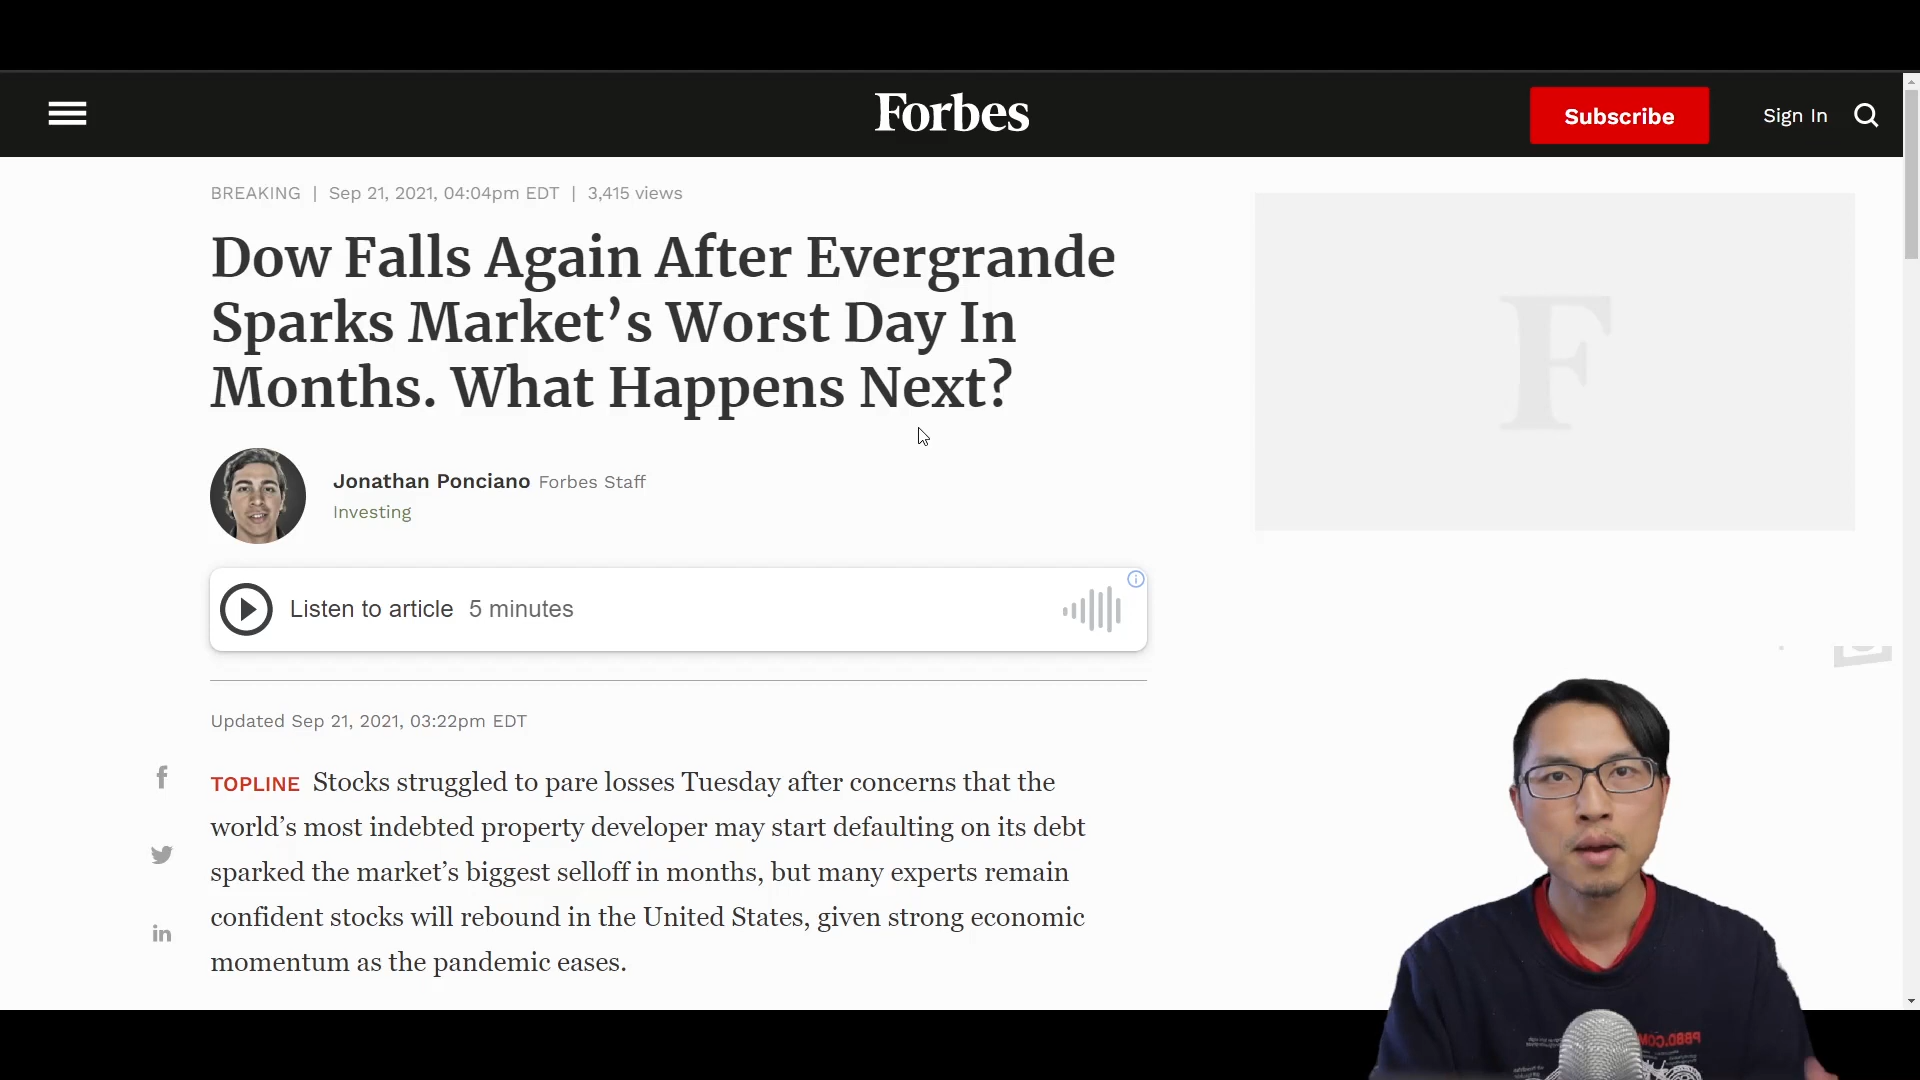 Forbes
Subscribe
Sign In
BREAKING | Sep 21, 2021, 04:04pm EDT | 3,415 views
Dow Falls Again After Evergrande
Sparks Market’s Worst Day In
Months. What Happens Next?
F
Jonathan Ponciano Forbes Staff
Investing
Listen to article 5 minutes
Updated Sep 21, 2021, 03:22pm EDT
TOPLINE Stocks struggled to pare losses Tuesday after concerns that the
world’s most indebted property developer may start defaulting on its debt
sparked the market’s biggest selloff in months, but many experts remain
confident stocks will rebound in the United States, given strong economic
momentum as the pandemic eases.
f
in
PBBD.COM